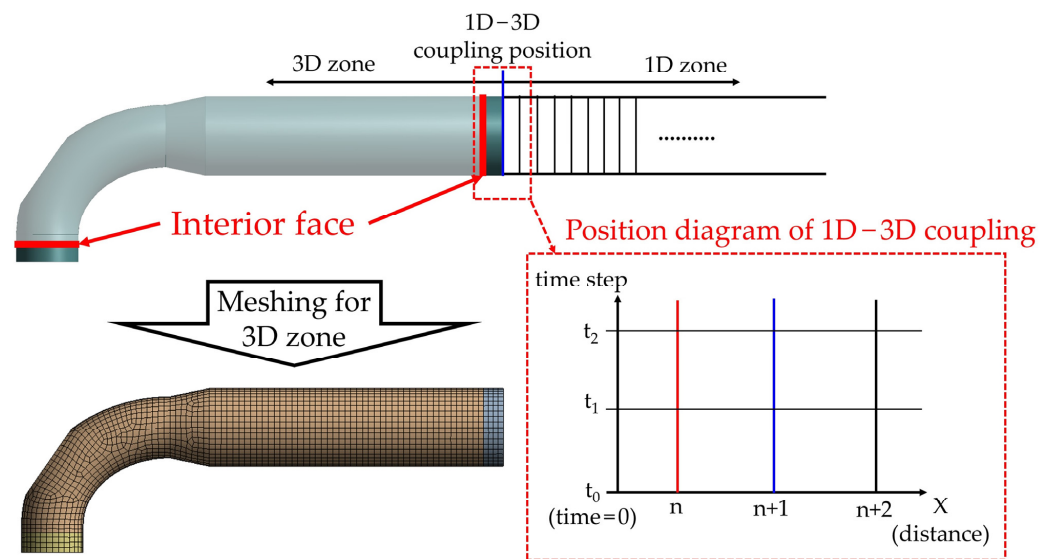 1D−3D
coupling position
3D zone
1D zone
..........
Interior face
Position diagram of 1D−3D coupling
Meshing for
3D zone
time step
t2
t1
t0
(time=0)
n
n+1
n+2
X
(distance)